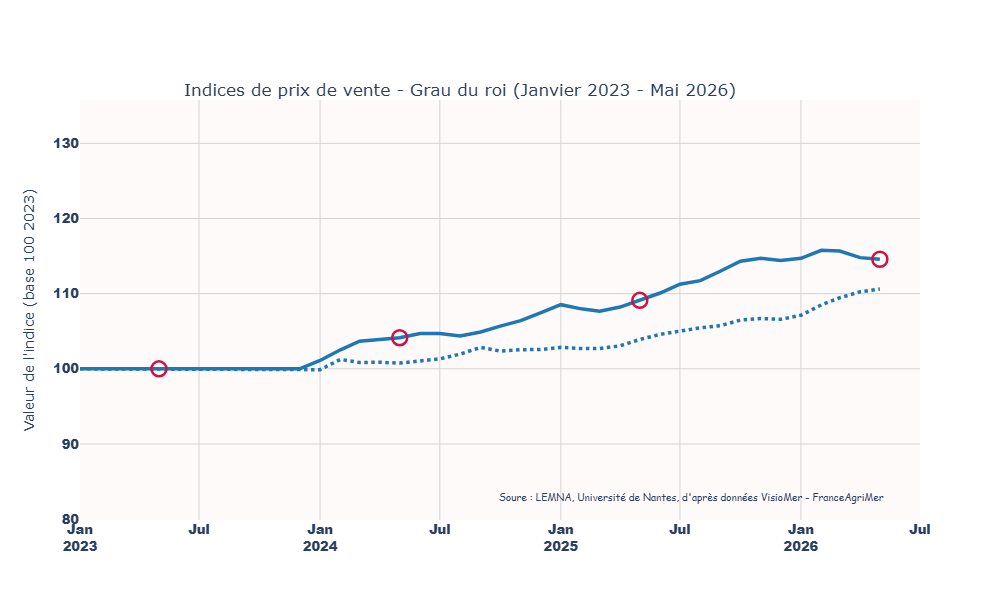 Indices de prix de vente - Grau du roi (Janvier 2023 - Mai 2026)
Valeur de l'indice (base 100 2023)
130
120
110
100
90
80
Soure : LEMNA, Université de Nantes, d'après données VisioMer - FranceAgriMer
Jan Jul Jan Jul Jan Jul Jan Jul
2023 2024 2025 2026